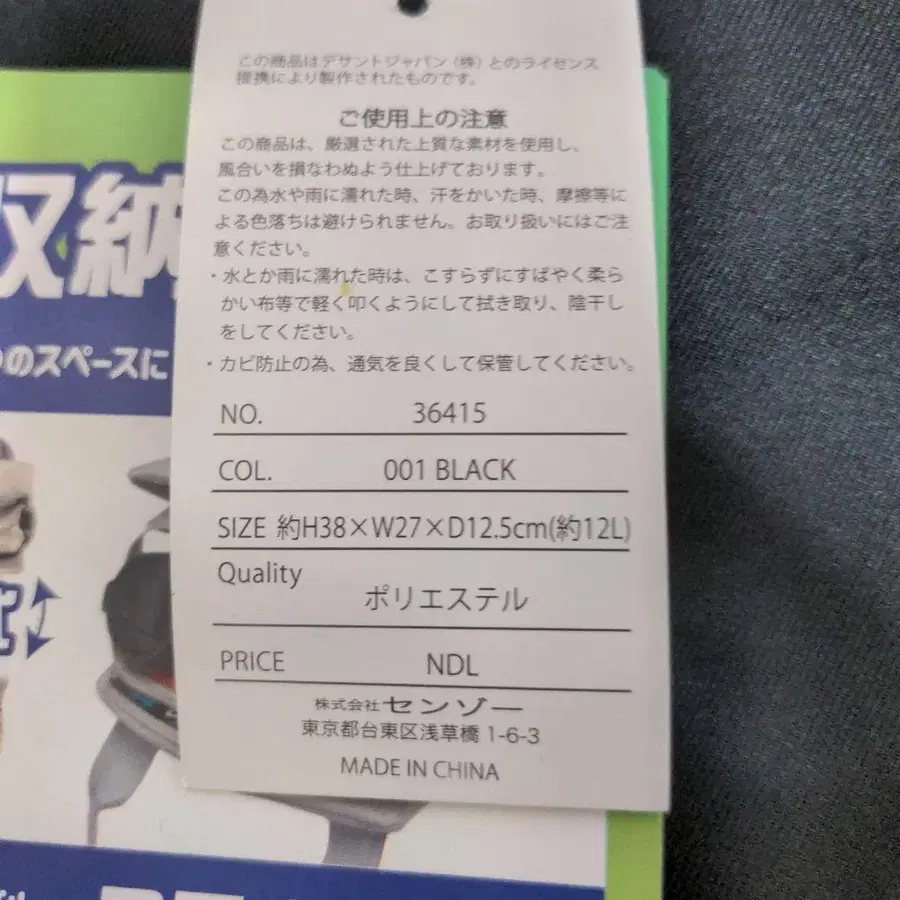 この商品はデサントジャパン（株）とのライセンス
提携により製作されたものです。
ご使用上の注意
この商品は、厳選された上質な素材を使用し、
風合いを損なわぬよう仕上げております。
この為水や雨に濡れた時、汗をかいた時、摩擦等に
よる色落ちは避けられません。お取り扱いにはご注
意ください。
・水とか雨に濡れた時は、こすらずにすばやく柔ら
かい布等で軽く叩くようにして拭き取り、陰干し
をしてください。
・カビ防止の為、通気を良くして保管してください。
NO. 36415
COL. 001 BLACK
SIZE 約H38×W27×D12.5cm(約12L)
Quality
ポリエステル
PRICE NDL
株式会社センゾー
東京都台東区浅草橋 1-6-3
MADE IN CHINA
収納
のスペースに